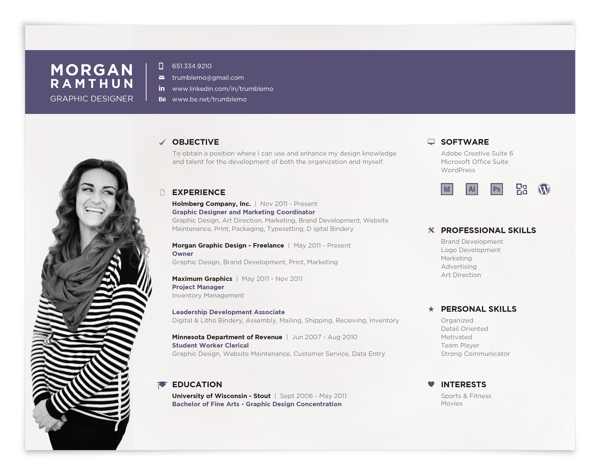 MORGAN
RAMTHUN
GRAPHIC DESIGNER
651.334.9210
trumblemo@gmail.com
www.linkedin.com/in/trumblemo
www.be.net/trumblemo
OBJECTIVE
To obtain a position where I can use and enhance my design knowledge
and talent for the development of both the organization and myself.
EXPERIENCE
Holmberg Company, Inc. | Nov 2011 - Present
Graphic Designer and Marketing Coordinator
Graphic Design, Art Direction, Marketing, Brand Development, Website
Maintenance, Print, Packaging, Typesetting, D igital Bindery
Morgan Graphic Design - Freelance | May 2011 - Present
Owner
Graphic Design, Brand Development, Print, Marketing
Maximum Graphics | May 2011 - Nov 2011
Project Manager
Inventory Management
Leadership Development Associate
Digital & Litho Bindery, Assembly, Mailing, Shipping, Receiving, Inventory
Minnesota Department of Revenue | Jun 2007 - Aug 2010
Student Worker Clerical
Graphic Design, Website Maintenance, Customer Service, Data Entry
EDUCATION
University of Wisconsin - Stout | Sept 2006 - May 2011
Bachelor of Fine Arts - Graphic Design Concentration
SOFTWARE
Adobe Creative Suite 6
Microsoft Office Suite
WordPress
Id Ai Ps
PROFESSIONAL SKILLS
Brand Development
Logo Development
Marketing
Advertising
Art Direction
PERSONAL SKILLS
Organized
Detail Oriented
Motivated
Team Player
Strong Communicator
INTERESTS
Sports & Fitness
Movies